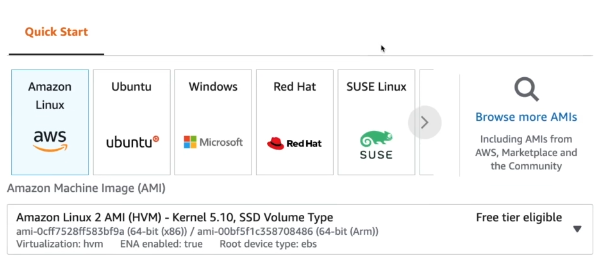 Quick Start
Amazon Linux
aws
Ubuntu
ubuntu
Windows
Microsoft
Red Hat
Red Hat
SUSE Linux
SUSE
Browse more AMIs
Including AMIs from
AWS, Marketplace and
the Community
Amazon Machine Image (AMI)
Amazon Linux 2 AMI (HVM) - Kernel 5.10, SSD Volume Type
Free tier eligible
ami-0cff7528ff583bf9a (64-bit (x86)) / ami-00bf5f1c358708486 (64-bit (Arm))
Virtualization: hvm ENA enabled: true Root device type: ebs